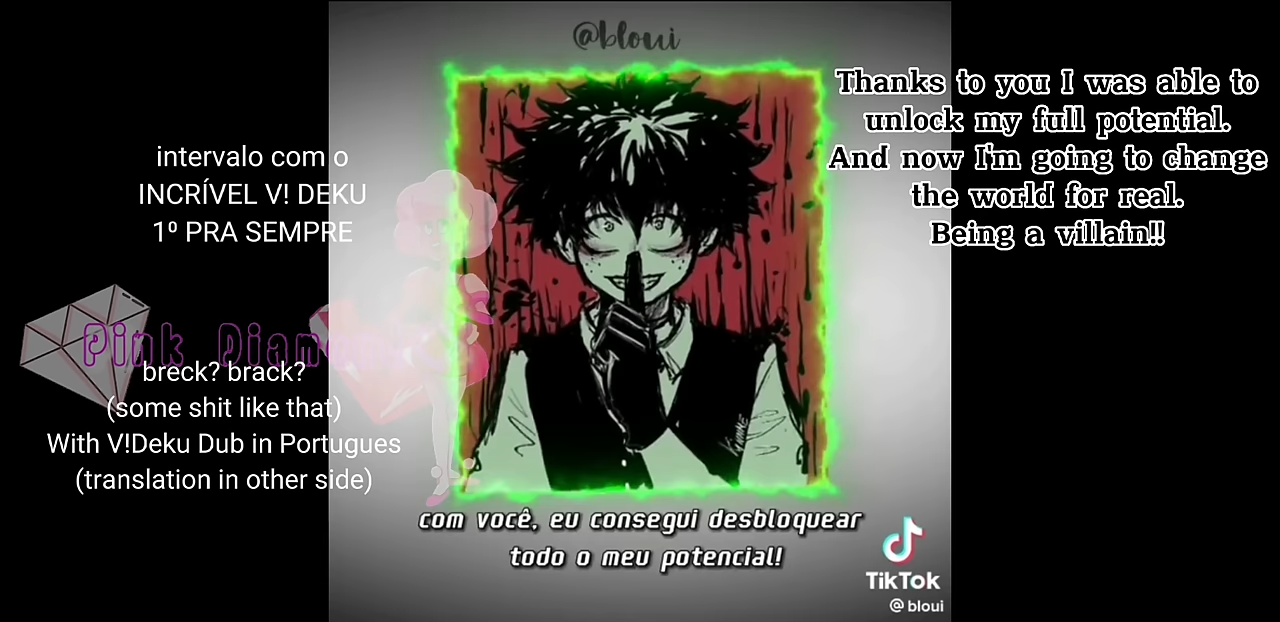 @bloui
Thanks to you I was able to
unlock my full potential.
And now I'm going to change
the world for real.
Being a villain!!
intervalo com o
INCRÍVEL V! DEKU
1º PRA SEMPRE
Pink Diam
breck? brack?
(some shit like that)
With V!Deku Dub in Portugues
(translation in other side)
com você, eu consegui desbloquear
todo o meu potencial!
TikTok
@bloui